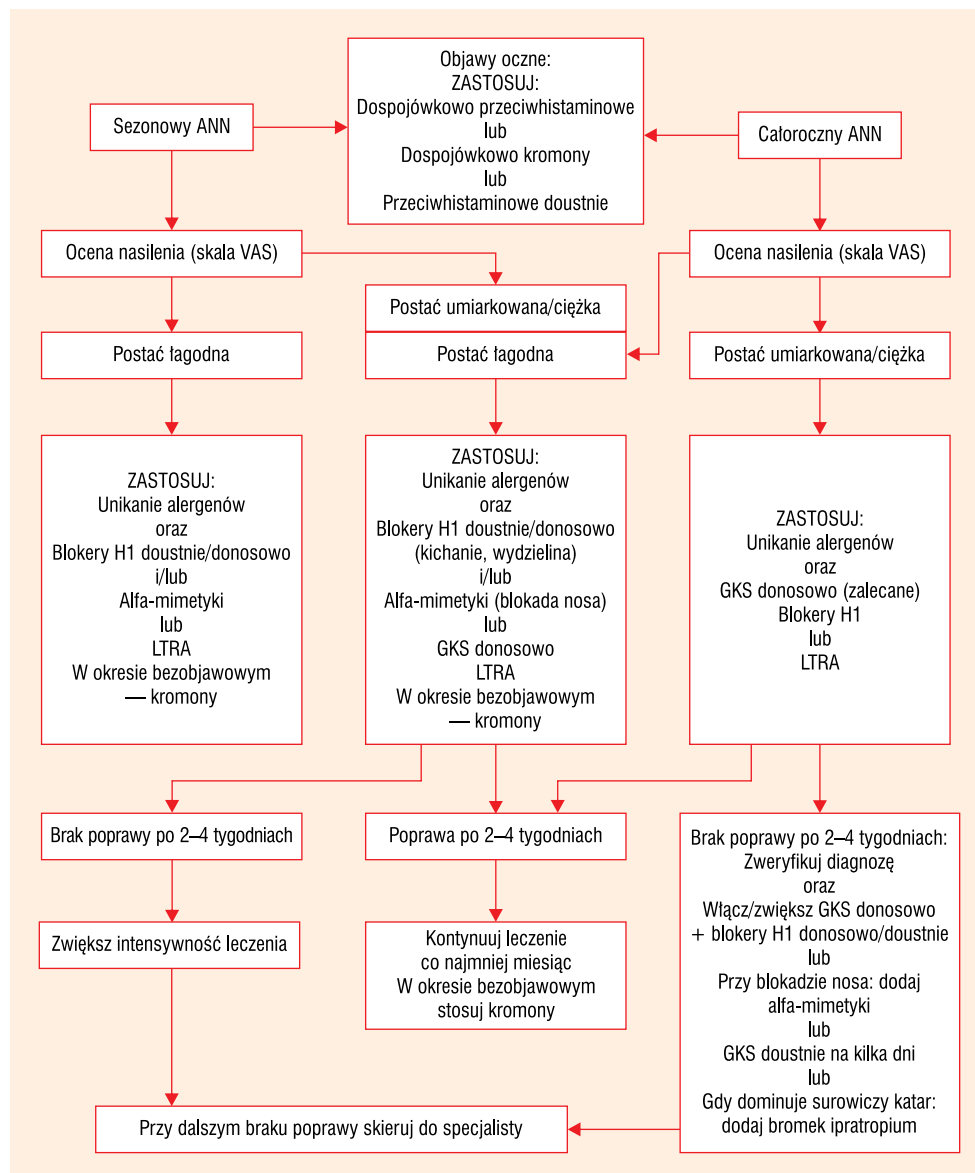 Objawy oczne:
ZASTOSUJ:
Dospojówkowo przeciwhistaminowe
lub
Dospojówkowo kromony
lub
Przeciwhistaminowe doustnie
Sezonowy ANN
Całoroczny ANN
Ocena nasilenia (skala VAS)
Ocena nasilenia (skala VAS)
Postać umiarkowana/ciężka
Postać łagodna
Postać łagodna
Postać umiarkowana/ciężka
ZASTOSUJ:
Unikanie alergenów
oraz
Blokery H1 doustnie/donosowo
i/lub
Alfa-mimetyki
lub
LTRA
W okresie bezobjawowym
— kromony
ZASTOSUJ:
Unikanie alergenów
oraz
Blokery H1 doustnie/donosowo
(kichanie, wydzielina)
i/lub
Alfa-mimetyki (blokada nosa)
lub
GKS donosowo
LTRA
W okresie bezobjawowym
— kromony
ZASTOSUJ:
Unikanie alergenów
oraz
GKS donosowo (zalecane)
Blokery H1
lub
LTRA
Brak poprawy po 2–4 tygodniach
Poprawa po 2–4 tygodniach
Brak poprawy po 2–4 tygodniach:
Zweryfikuj diagnozę
oraz
Włącz/zwiększ GKS donosowo
+ blokery H1 donosowo/doustnie
lub
Przy blokadzie nosa: dodaj
alfa-mimetyki
lub
GKS doustnie na kilka dni
lub
Gdy dominuje surowiczy katar:
dodaj bromek ipratropium
Zwiększ intensywność leczenia
Kontynuuj leczenie
co najmniej miesiąc
W okresie bezobjawowym
stosuj kromony
Przy dalszym braku poprawy skieruj do specjalisty